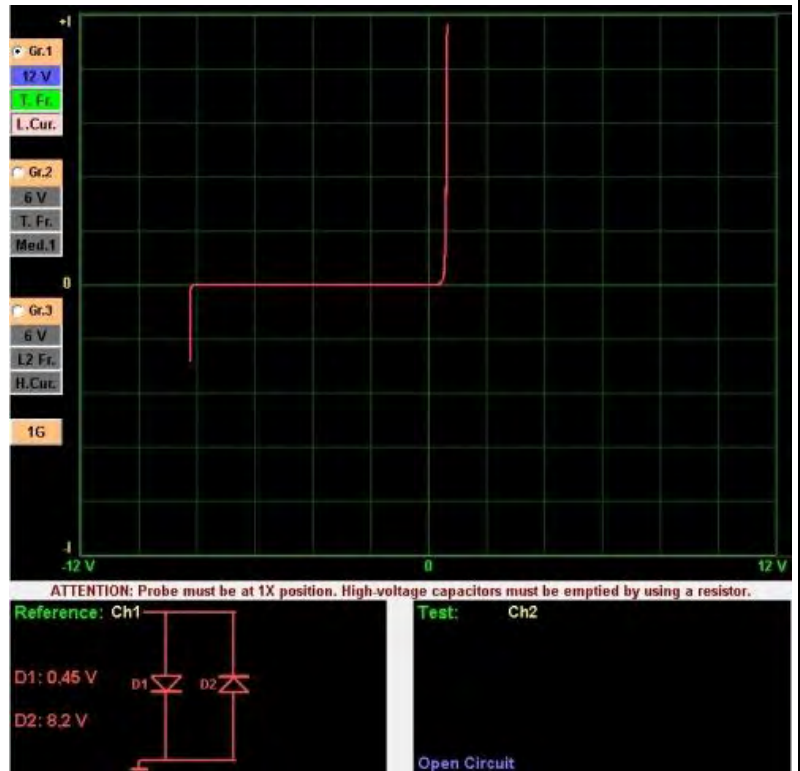 +I
Gr.1
12 V
T. Fr.
L.Cur.
Gr.2
6 V
T. Fr.
Med.1
0
Gr.3
6 V
L2 Fr.
H.Cur.
1G
-I
-12 V
0
12 V
ATTENTION: Probe must be at 1X position. High-voltage capacitors must be emptied by using a resistor.
Reference: Ch1
D1: 0,45 V
D1
D2
D2: 8,2 V
Test: Ch2
Open Circuit